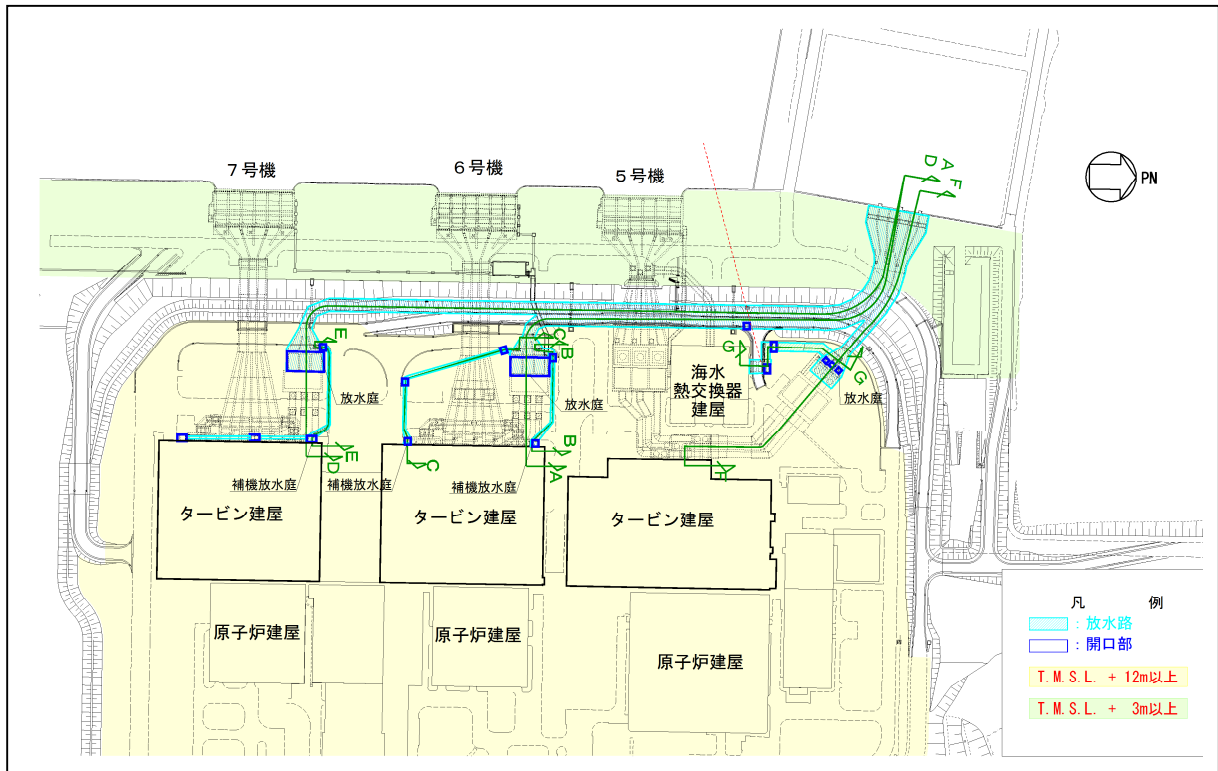 7号機
6号機
5号機
PN
A
D
F
E
C
B
G
G
海水
熱交換器
建屋
放水庭
放水庭
放水庭
E
D
C
B
A
F
補機放水庭
補機放水庭
補機放水庭
タービン建屋
タービン建屋
タービン建屋
原子炉建屋
原子炉建屋
原子炉建屋
凡 例
：放水路
：開口部
T.M.S.L. + 12m以上
T.M.S.L. + 3m以上